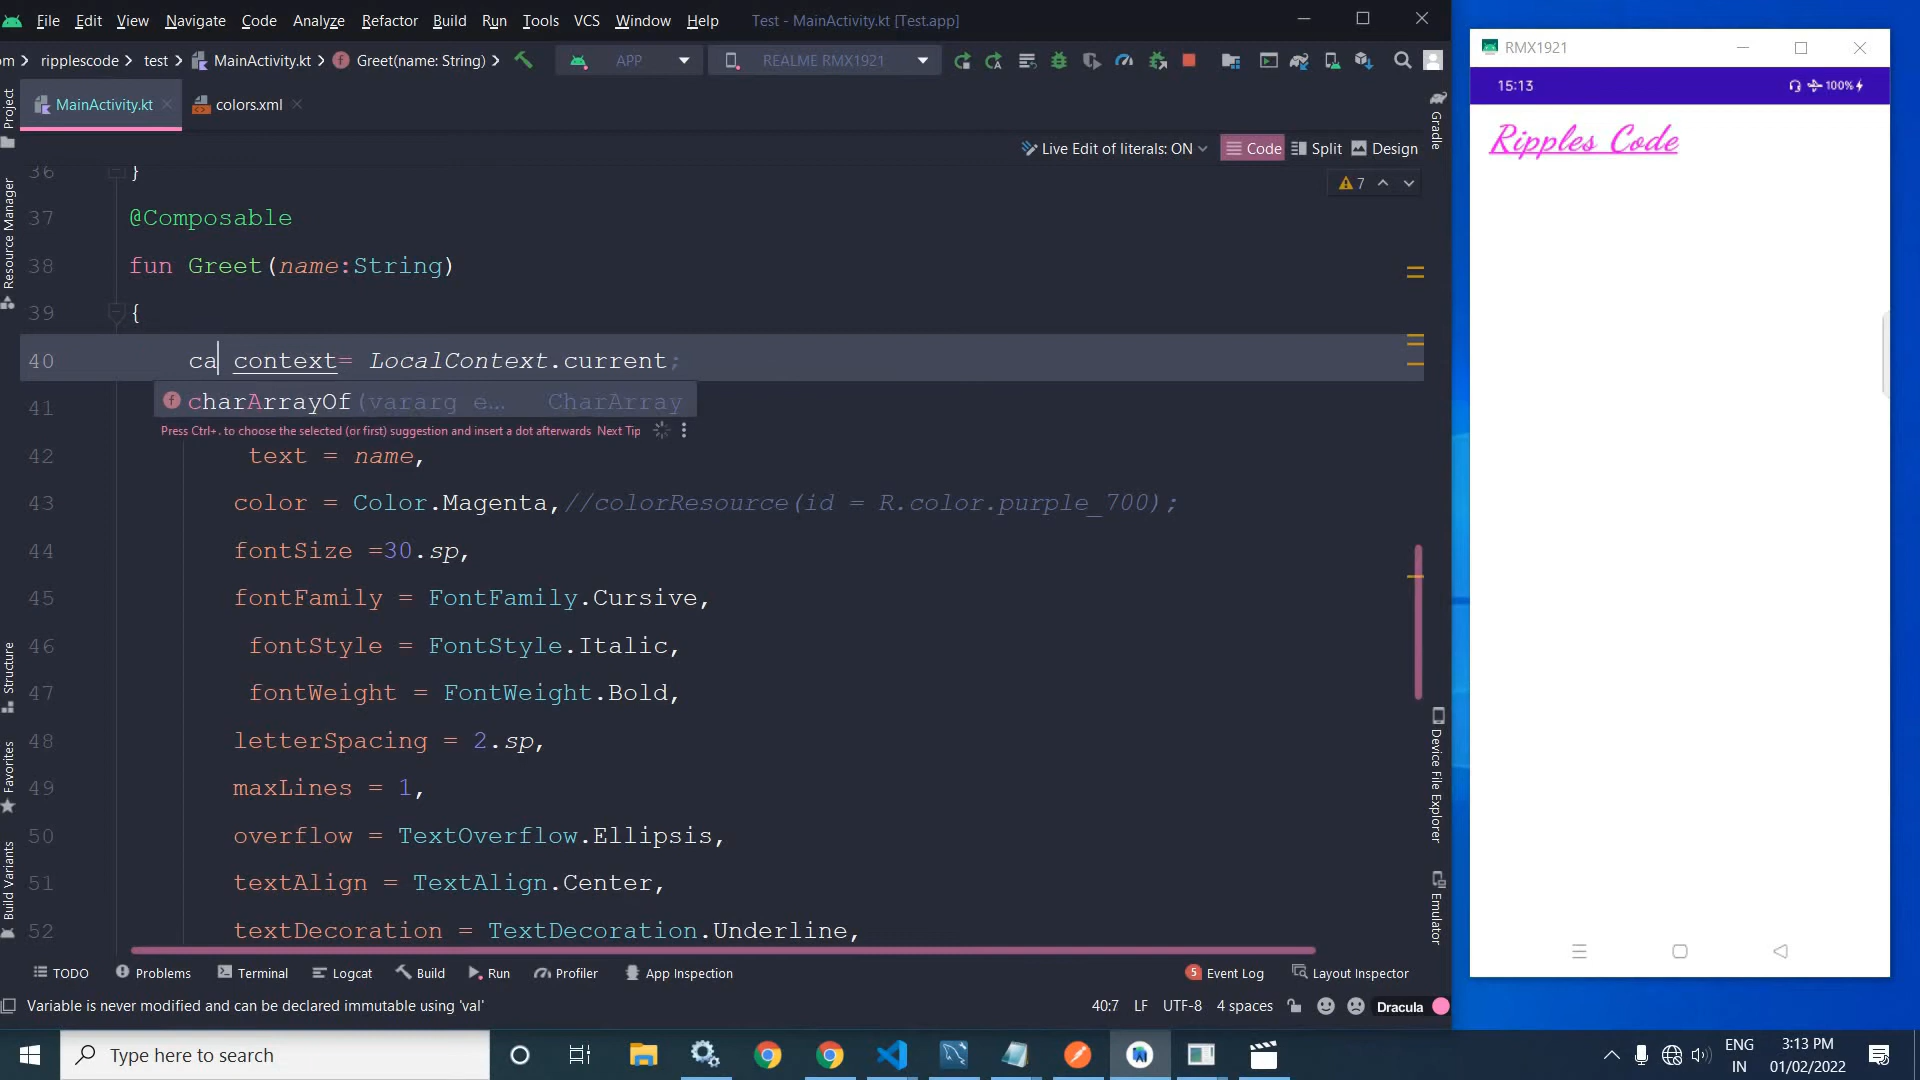 File Edit View Navigate Code Analyze Refactor Build Run Tools VCS Window Help Test - MainActivity.kt [Test.app]
om ripplescode test MainActivity.kt Greet(name: String) APP REALME RMX1921
MainActivity.kt colors.xml
Live Edit of literals: ON Code Split Design
7
36 }
37 @Composable
38 fun Greet(name:String)
39 {
40 ca context= LocalContext.current;
41 charArrayOf(vararg e... CharArray
Press Ctrl+. to choose the selected (or first) suggestion and insert a dot afterwards Next Tip
42 text = name,
43 color = Color.Magenta,//colorResource(id = R.color.purple_700);
44 fontSize =30.sp,
45 fontFamily = FontFamily.Cursive,
46 fontStyle = FontStyle.Italic,
47 fontWeight = FontWeight.Bold,
48 letterSpacing = 2.sp,
49 maxLines = 1,
50 overflow = TextOverflow.Ellipsis,
51 textAlign = TextAlign.Center,
52 textDecoration = TextDecoration.Underline,
Project
Resource Manager
Structure
Favorites
Build Variants
Gradle
Device File Explorer
Emulator
TODO Problems Terminal Logcat Build Run Profiler App Inspection 5 Event Log Layout Inspector
Variable is never modified and can be declared immutable using 'val' 40:7 LF UTF-8 4 spaces Dracula
RMX1921
15:13 100%
Ripples Code
Type here to search
ENG
IN
3:13 PM
01/02/2022